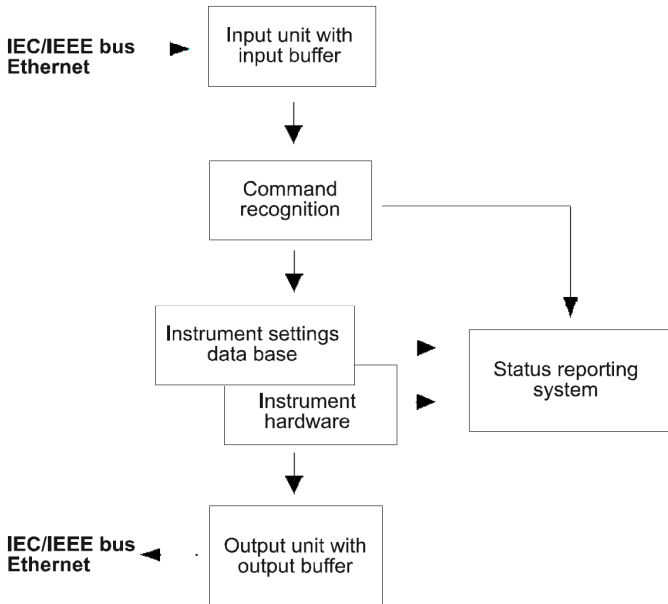 IEC/IEEE bus
Ethernet
Input unit with
input buffer
Command
recognition
Instrument settings
data base
Instrument
hardware
Status reporting
system
IEC/IEEE bus
Ethernet
Output unit with
output buffer